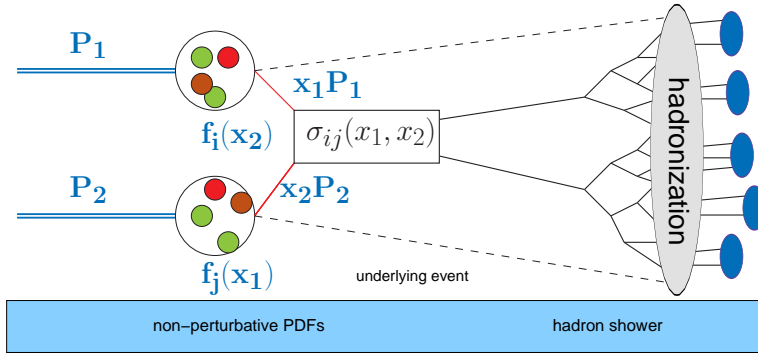 P₁
x₁P₁
fᵢ(x₂)
σᵢⱼ(x₁, x₂)
hadronization
P₂
x₂P₂
fⱼ(x₁)
underlying event
non−perturbative PDFs
hadron shower